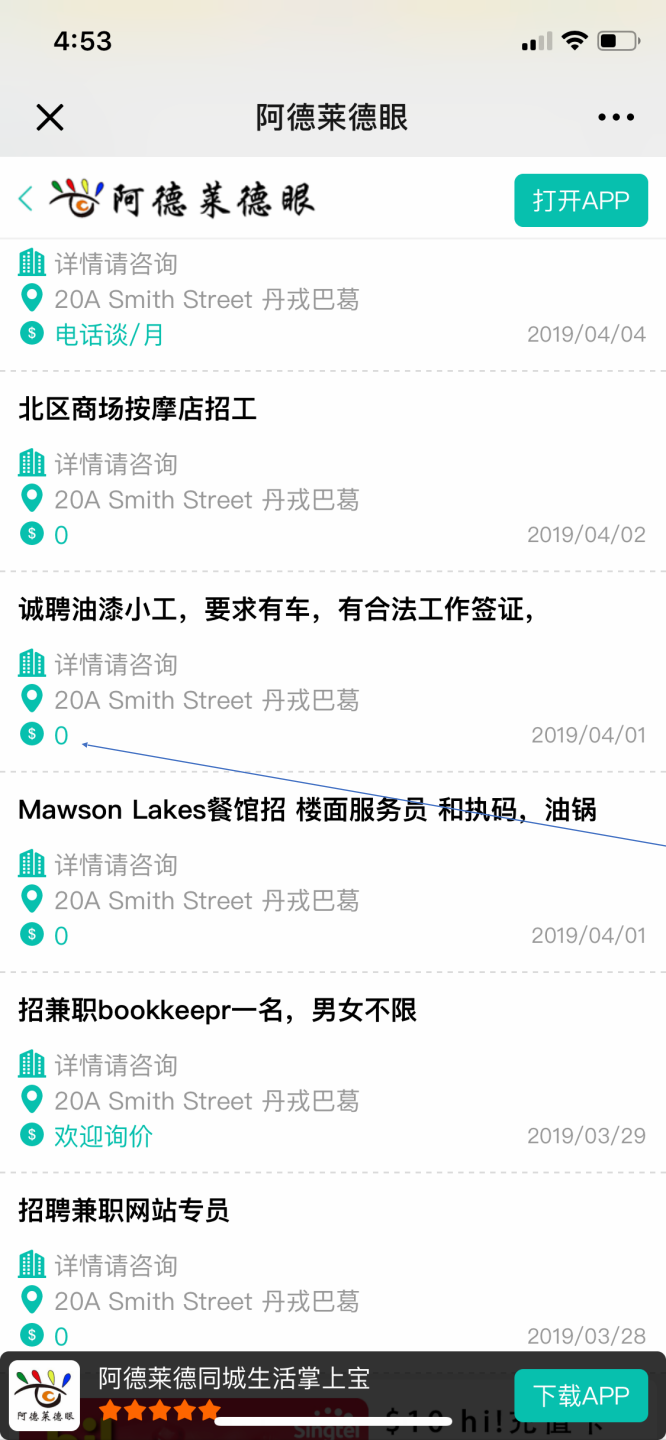 4:53
阿德莱德眼
阿德莱德眼
打开APP
详情请咨询
20A Smith Street 丹戎巴葛
电话谈/月
2019/04/04
北区商场按摩店招工
详情请咨询
20A Smith Street 丹戎巴葛
0
2019/04/02
诚聘油漆小工，要求有车，有合法工作签证，
详情请咨询
20A Smith Street 丹戎巴葛
0
2019/04/01
Mawson Lakes餐馆招 楼面服务员 和执码，油锅
详情请咨询
20A Smith Street 丹戎巴葛
0
2019/04/01
招兼职bookkeepr一名，男女不限
详情请咨询
20A Smith Street 丹戎巴葛
欢迎询价
2019/03/29
招聘兼职网站专员
详情请咨询
20A Smith Street 丹戎巴葛
0
2019/03/28
阿德莱德同城生活掌上宝
阿德莱德眼
下载APP
Singtel
$10 hi!充值卡